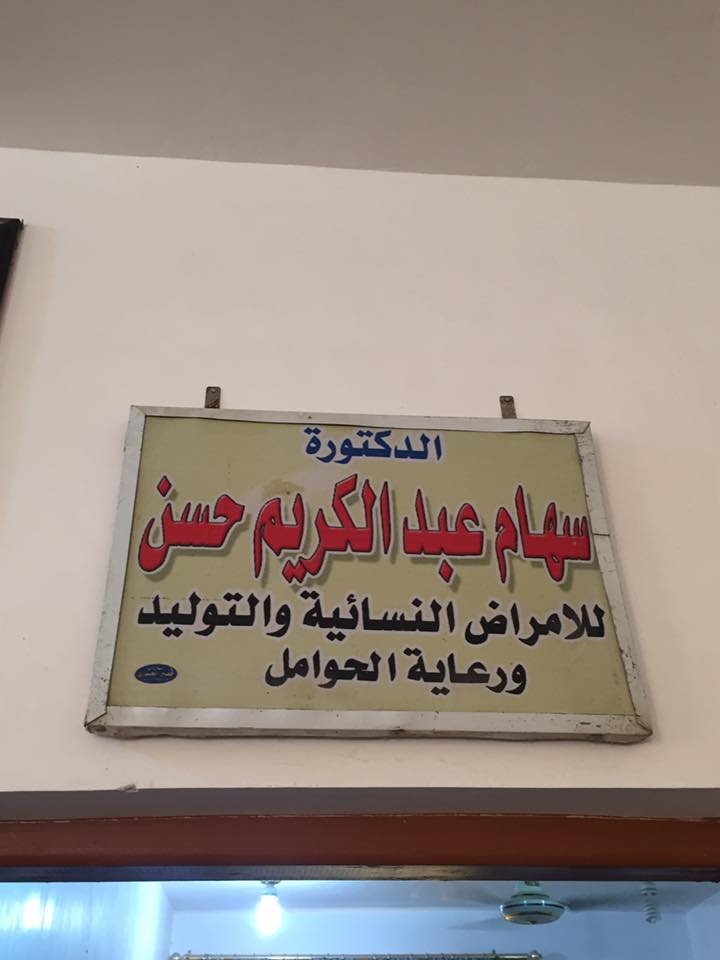 الدكتورة
سهام عبد الكريم حسن
للامراض النسائية والتوليد
ورعاية الحوامل